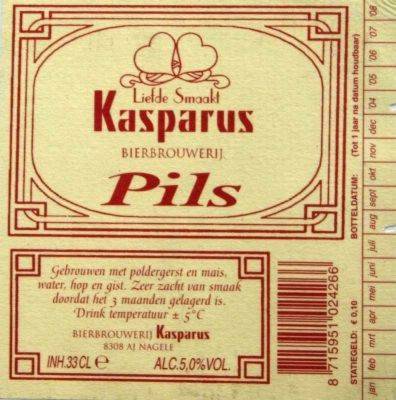 Liefde Smaakt
Kasparus
BIERBROUWERIJ
Pils
Gebrouwen met poldergerst en mais,
water, hop en gist. Zeer zacht van smaak
doordat het 3 maanden gelagerd is.
Drink temperatuur ± 5°C
BIERBROUWERIJ Kasparus
8308 AJ NAGELE
INH.33CL ℮ ALC.5,0%VOL.
8 715951 024266
STATIEGELD: € 0,10
BOTTELDATUM: (Tot 1 jaar na datum houdbaar)
jan feb mrt apr mei juni juli aug sept okt nov dec '04 '05 '06 '07 '08